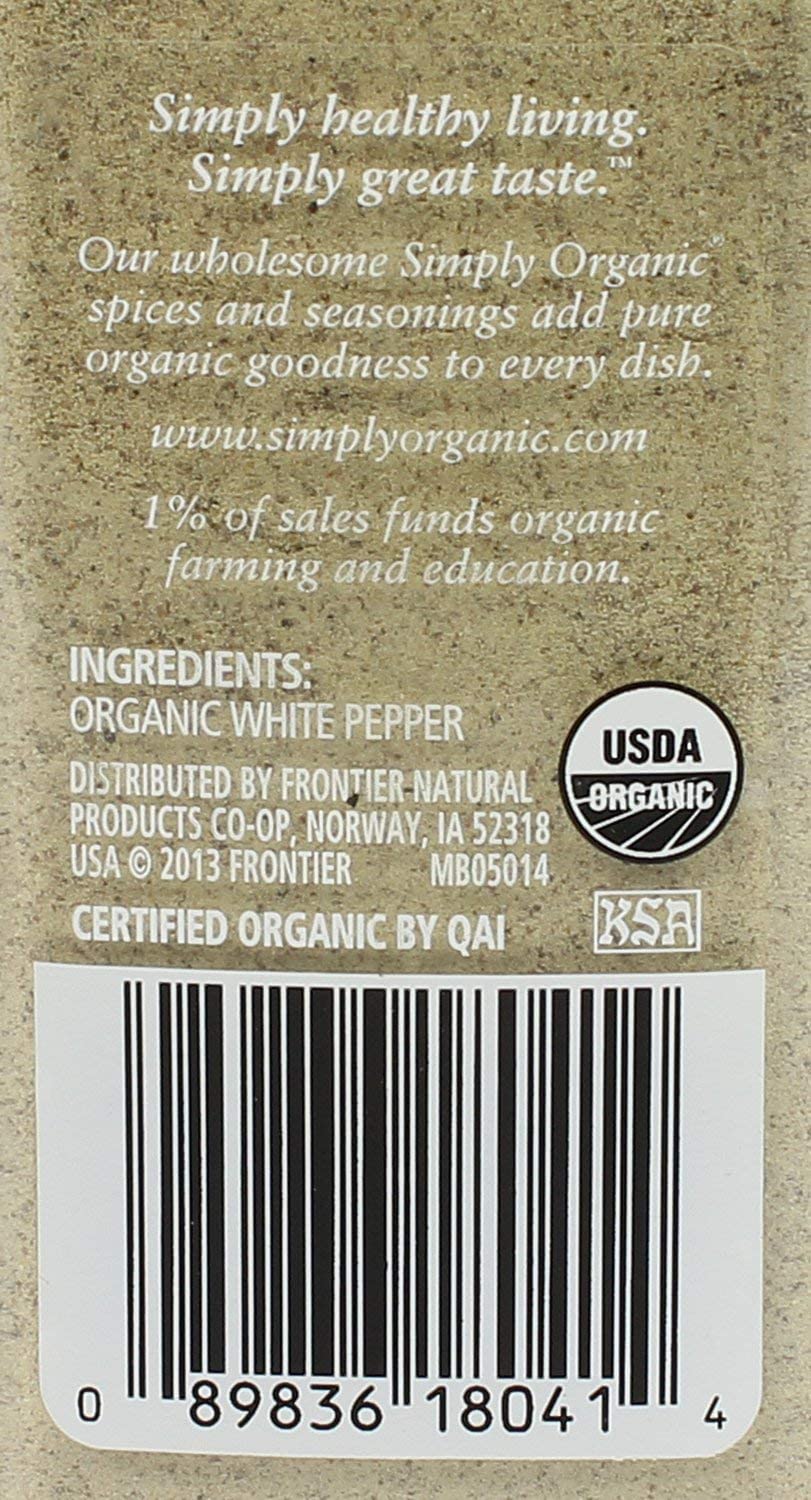 Simply healthy living.
Simply great taste.™
Our wholesome Simply Organic®
spices and seasonings add pure
organic goodness to every dish.
www.simplyorganic.com
1% of sales funds organic
farming and education.
INGREDIENTS:
ORGANIC WHITE PEPPER
DISTRIBUTED BY FRONTIER NATURAL
PRODUCTS CO-OP, NORWAY, IA 52318
USA © 2013 FRONTIER MB05014
CERTIFIED ORGANIC BY QAI
USDA
ORGANIC
KSA
0 89836 18041 4